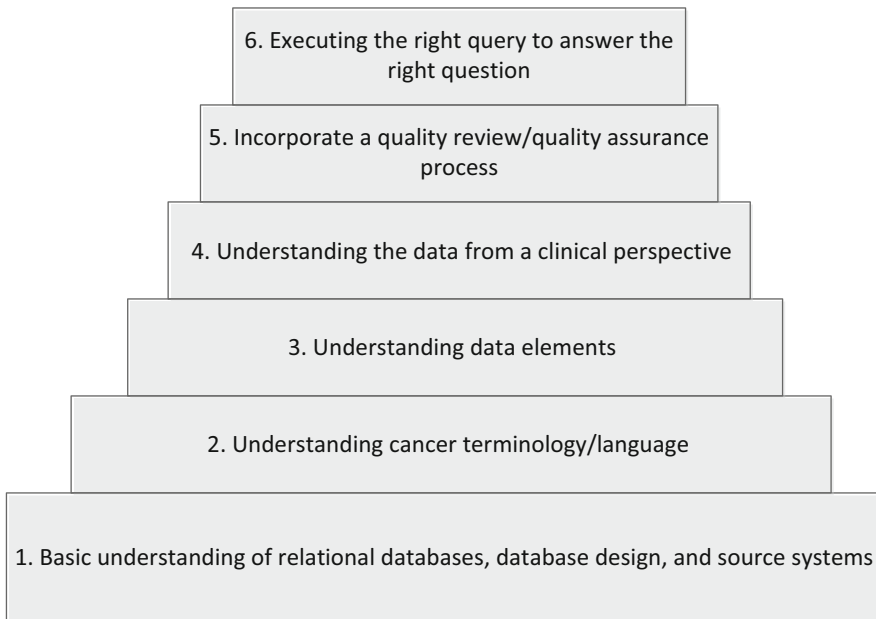 6. Executing the right query to answer the
right question
5. Incorporate a quality review/quality assurance
process
4. Understanding the data from a clinical perspective
3. Understanding data elements
2. Understanding cancer terminology/language
1. Basic understanding of relational databases, database design, and source systems